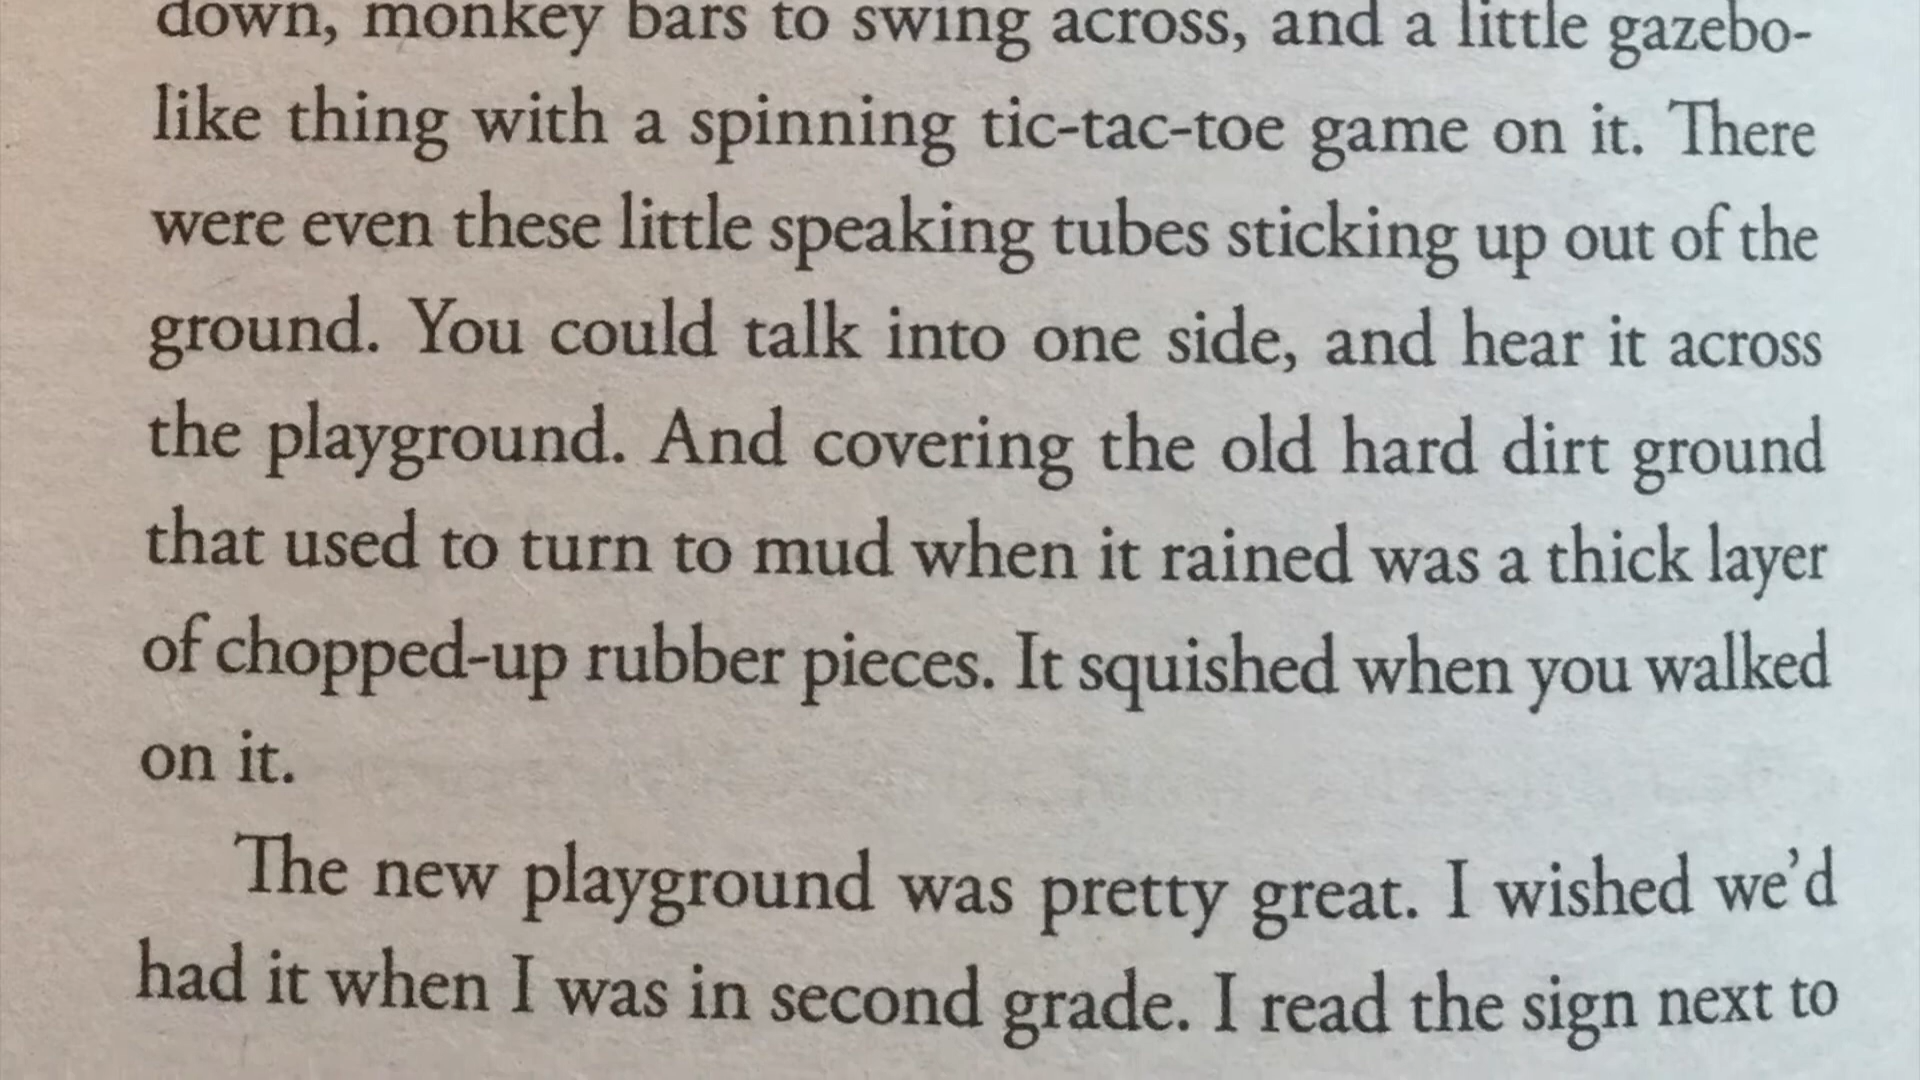 down, monkey bars to swing across, and a little gazebo-
like thing with a spinning tic-tac-toe game on it. There
were even these little speaking tubes sticking up out of the
ground. You could talk into one side, and hear it across
the playground. And covering the old hard dirt ground
that used to turn to mud when it rained was a thick layer
of chopped-up rubber pieces. It squished when you walked
on it.
The new playground was pretty great. I wished we’d
had it when I was in second grade. I read the sign next to